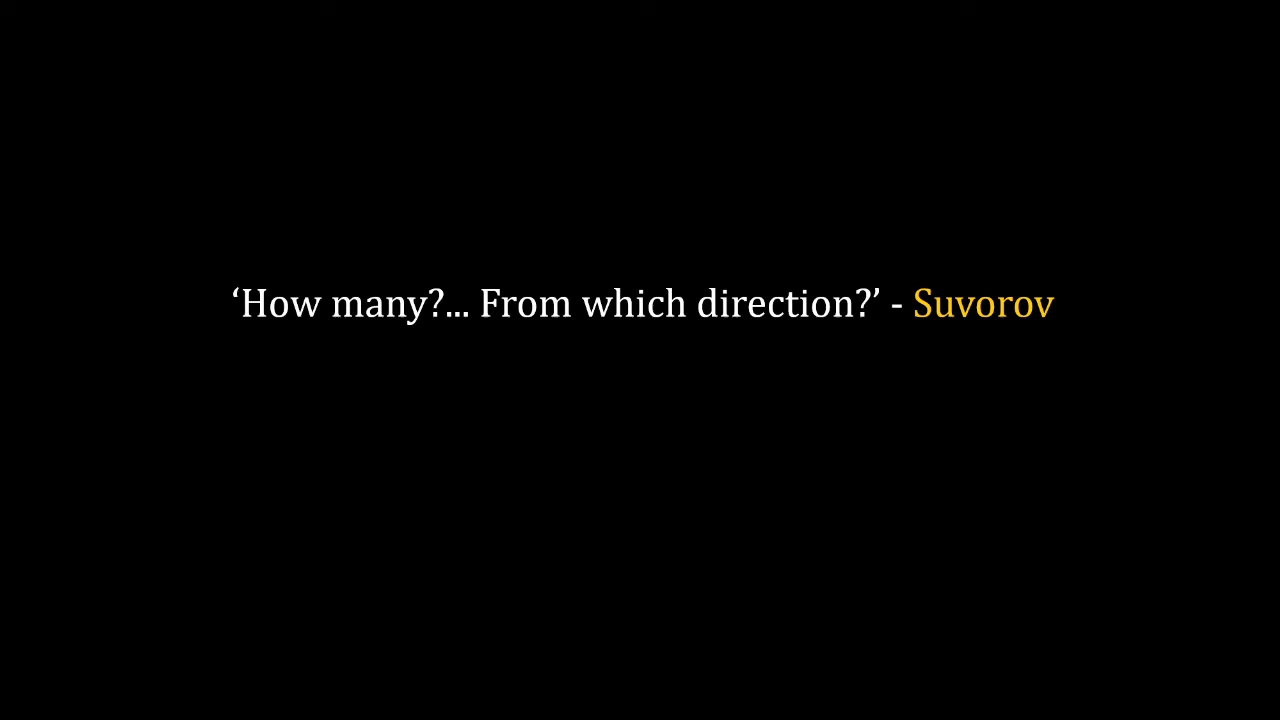 ‘How many?... From which direction?’ - Suvorov